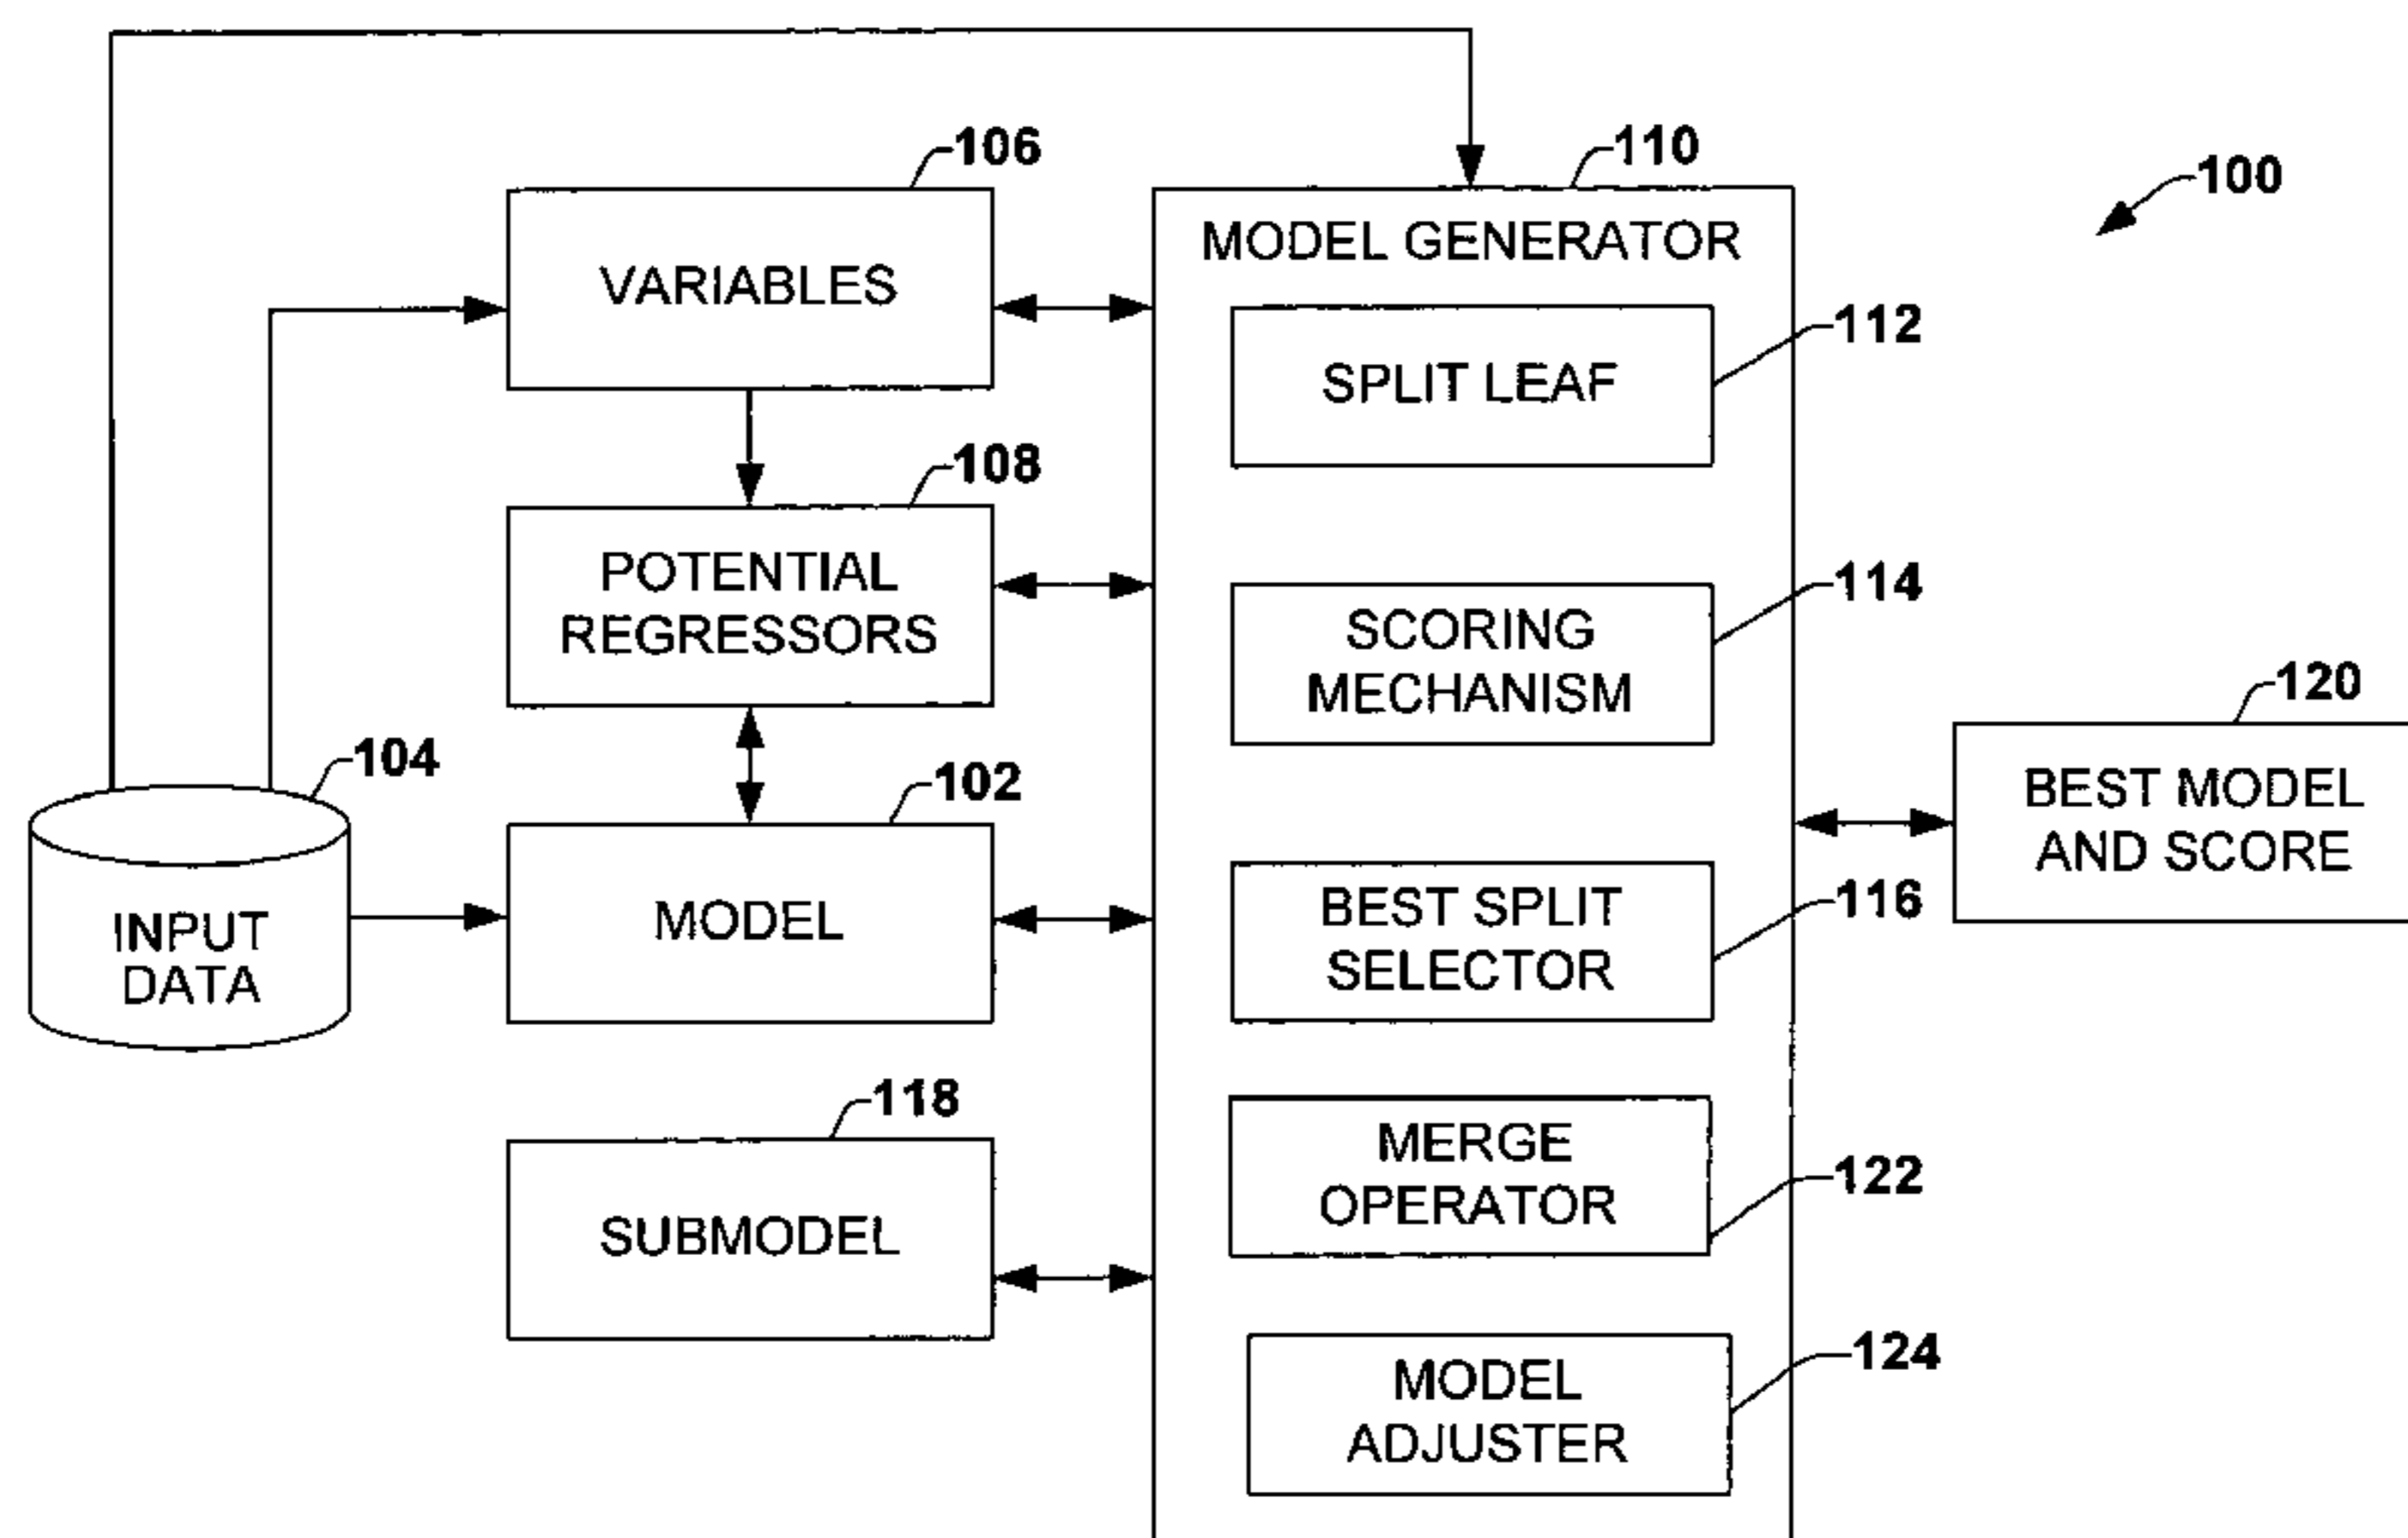 106
110
100
VARIABLES
MODEL GENERATOR
112
SPLIT LEAF
108
POTENTIAL
REGRESSORS
114
SCORING
MECHANISM
120
BEST MODEL
AND SCORE
104
INPUT
DATA
102
MODEL
116
BEST SPLIT
SELECTOR
118
SUBMODEL
122
MERGE
OPERATOR
124
MODEL
ADJUSTER